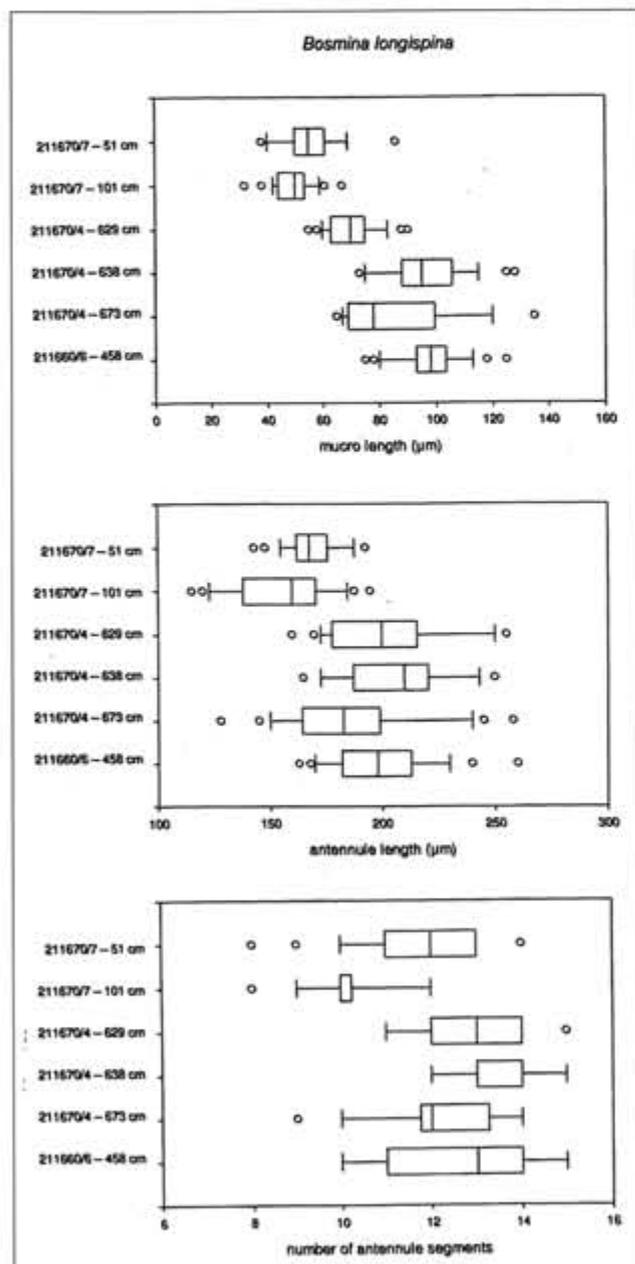 Bosmina longispina
211670/7 – 51 cm
211670/7 – 101 cm
211670/4 – 629 cm
211670/4 – 638 cm
211670/4 – 673 cm
211660/6 – 458 cm
0 20 40 60 80 100 120 140 160
mucro length (µm)
211670/7 – 51 cm
211670/7 – 101 cm
211670/4 – 629 cm
211670/4 – 638 cm
211670/4 – 673 cm
211660/6 – 458 cm
100 150 200 250 300
antennule length (µm)
211670/7 – 51 cm
211670/7 – 101 cm
211670/4 – 629 cm
211670/4 – 638 cm
211670/4 – 673 cm
211660/6 – 458 cm
6 8 10 12 14 16
number of antennule segments